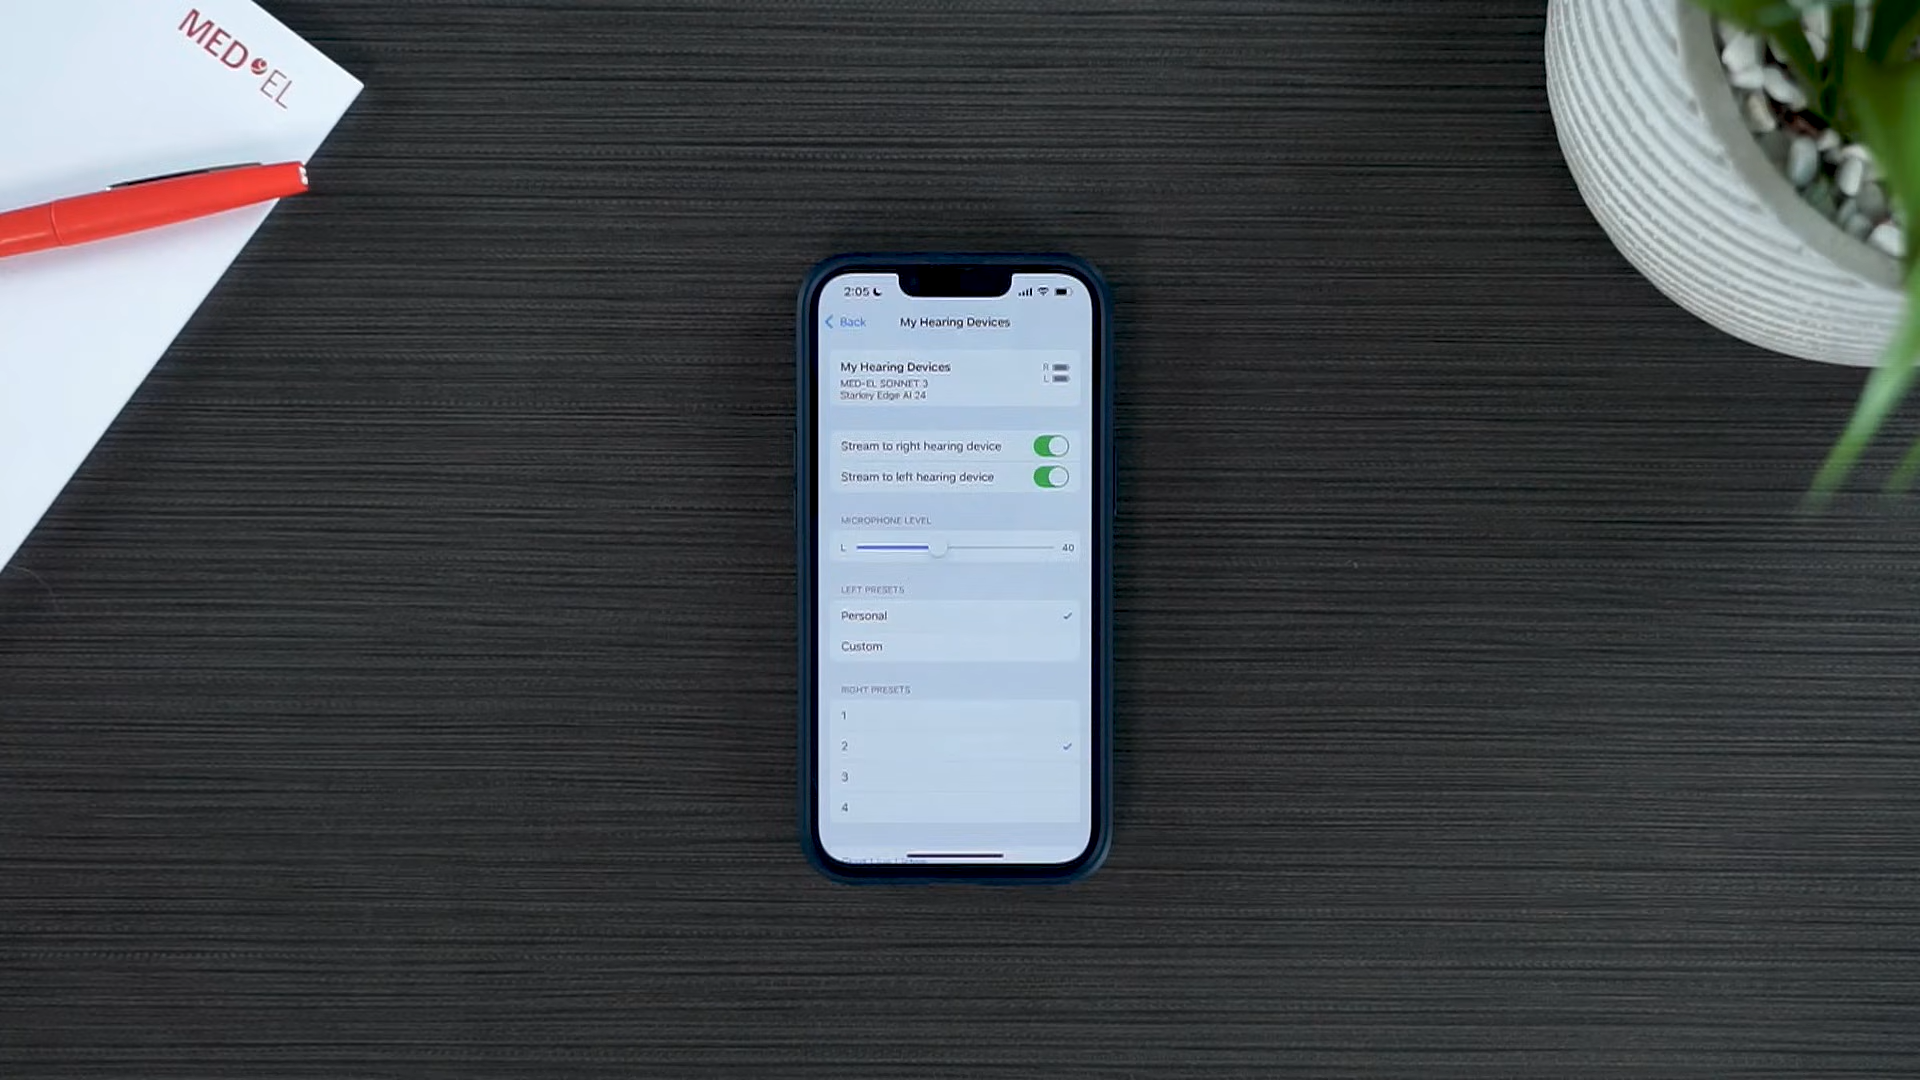 MED EL
2:05
Back
My Hearing Devices
My Hearing Devices
MED-EL SONNET 3
Starkey Edge AI 24
R
L
Stream to right hearing device
Stream to left hearing device
MICROPHONE LEVEL
L 40
LEFT PRESETS
Personal
Custom
RIGHT PRESETS
1
2
3
4